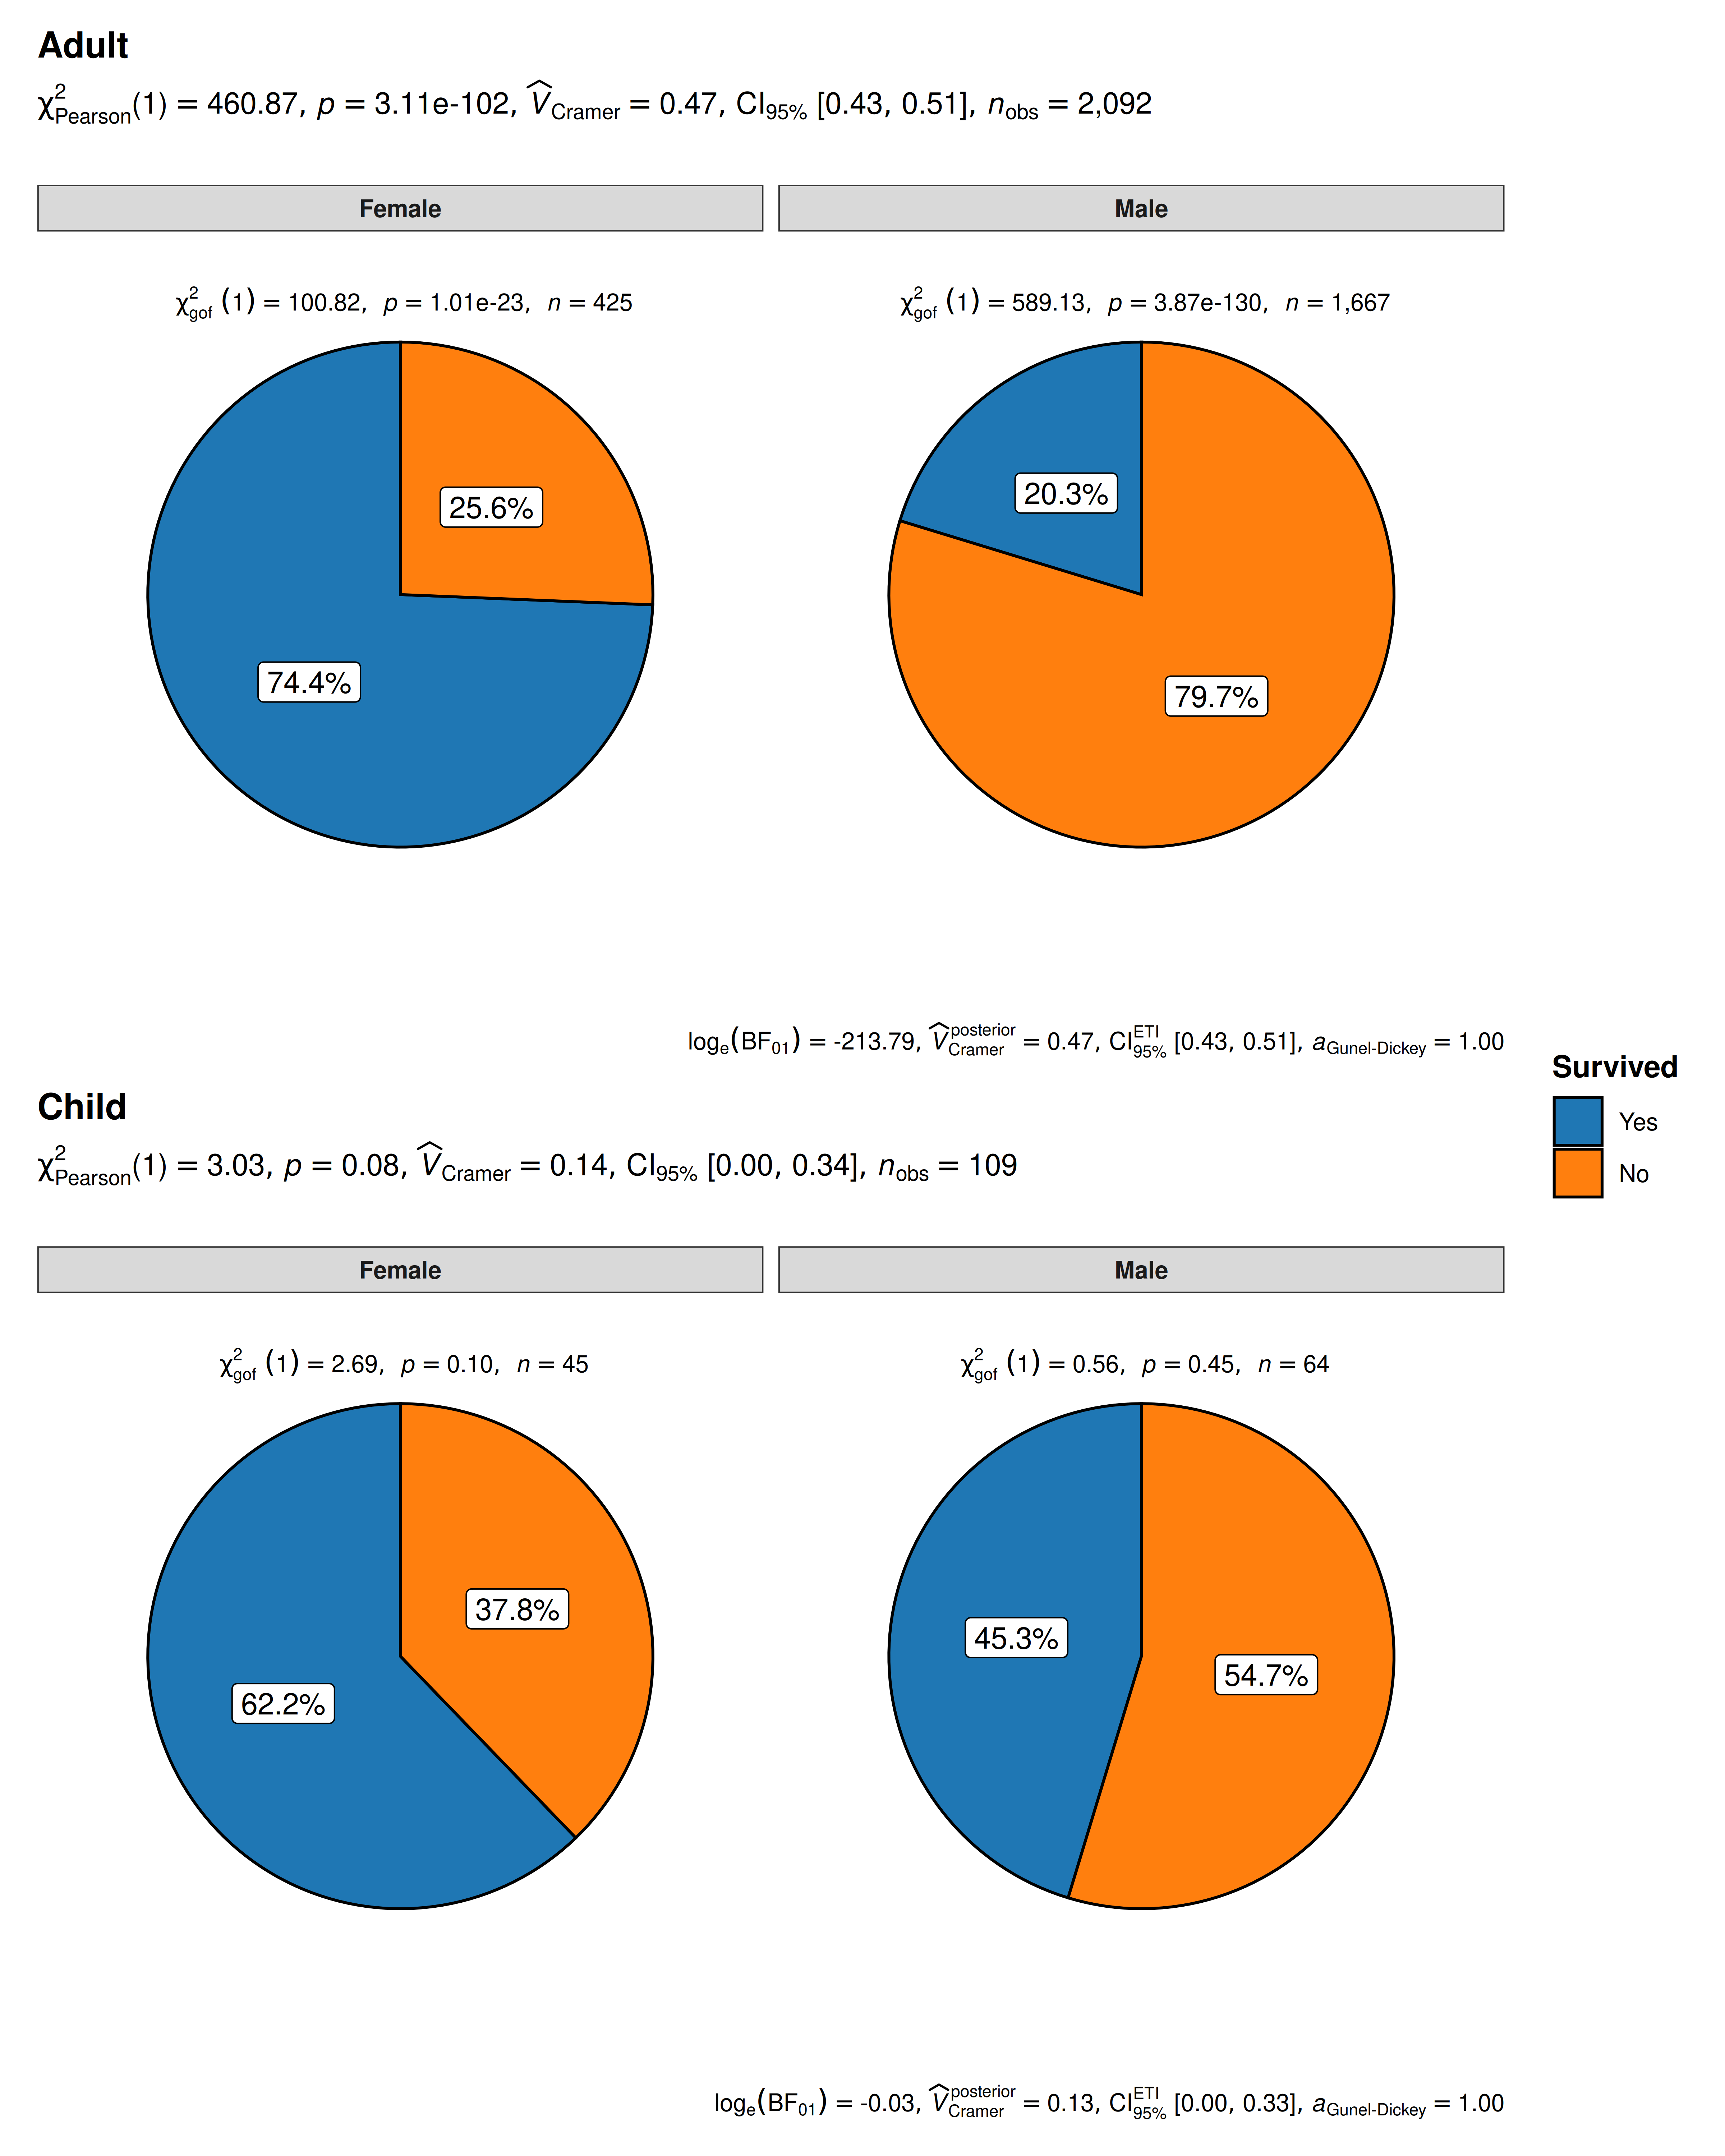 Adult
χ²Pearson(1) = 460.87, p = 3.11e-102, V̂Cramer = 0.47, CI95% [0.43, 0.51], nobs = 2,092
Female
Male
χ²gof (1) = 100.82, p = 1.01e-23, n = 425
χ²gof (1) = 589.13, p = 3.87e-130, n = 1,667
20.3%
25.6%
74.4%
79.7%
loge(BF01) = -213.79, V̂posteriorCramer = 0.47, CIETI95% [0.43, 0.51], aGunel-Dickey = 1.00
Survived
Yes
No
Child
χ²Pearson(1) = 3.03, p = 0.08, V̂Cramer = 0.14, CI95% [0.00, 0.34], nobs = 109
Female
Male
χ²gof (1) = 2.69, p = 0.10, n = 45
χ²gof (1) = 0.56, p = 0.45, n = 64
37.8%
45.3%
54.7%
62.2%
loge(BF01) = -0.03, V̂posteriorCramer = 0.13, CIETI95% [0.00, 0.33], aGunel-Dickey = 1.00